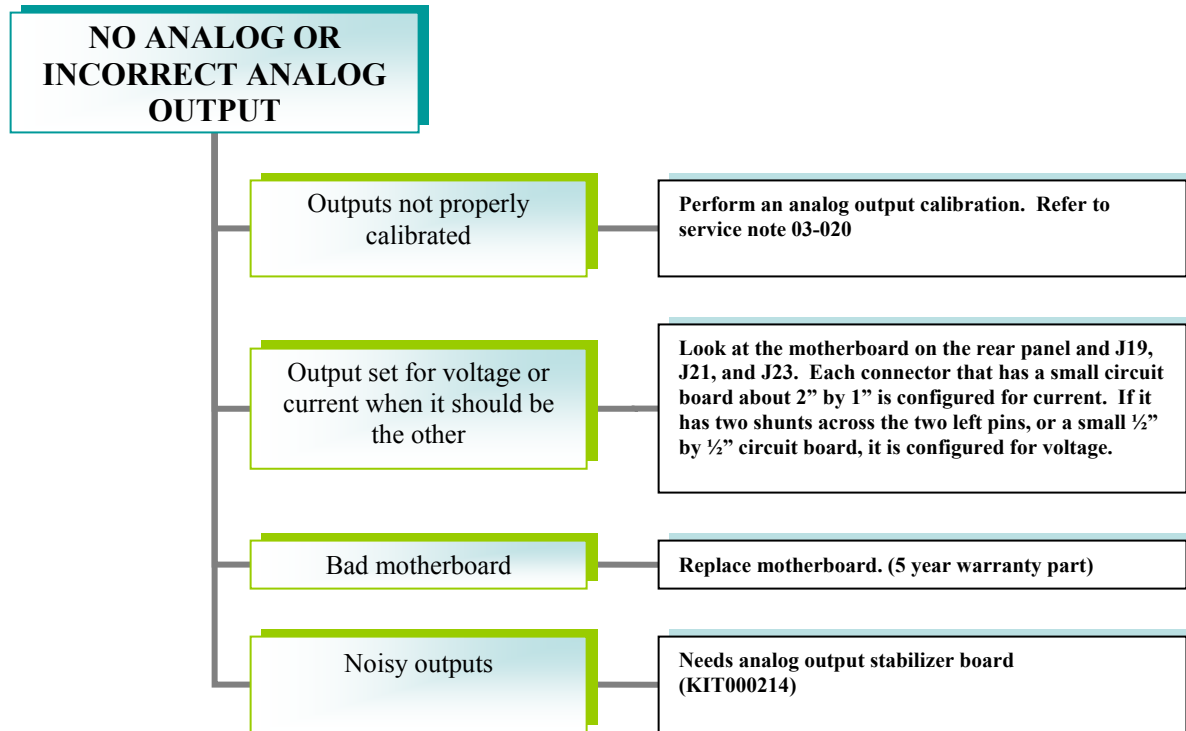 NO ANALOG OR
INCORRECT ANALOG
OUTPUT
Outputs not properly
calibrated
Perform an analog output calibration.  Refer to
service note 03-020
Output set for voltage or
current when it should be
the other
Look at the motherboard on the rear panel and J19,
J21, and J23.  Each connector that has a small circuit
board about 2” by 1” is configured for current.  If it
has two shunts across the two left pins, or a small ½”
by ½” circuit board, it is configured for voltage.
Bad motherboard
Replace motherboard. (5 year warranty part)
Noisy outputs
Needs analog output stabilizer board
(KIT000214)